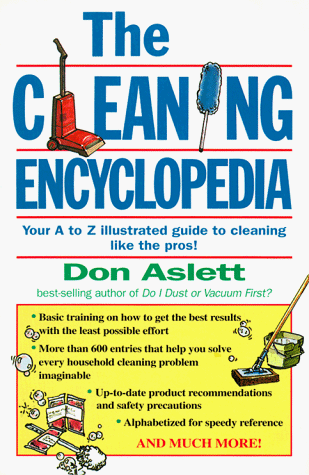 The
CLEANING
ENCYCLOPEDIA
Your A to Z illustrated guide to cleaning
like the pros!
Don Aslett
best-selling author of Do I Dust or Vacuum First?
• Basic training on how to get the best results
with the least possible effort
• More than 600 entries that help you solve
every household cleaning problem
imaginable
• Up-to-date product recommendations
and safety precautions
• Alphabetized for speedy reference
AND MUCH MORE!